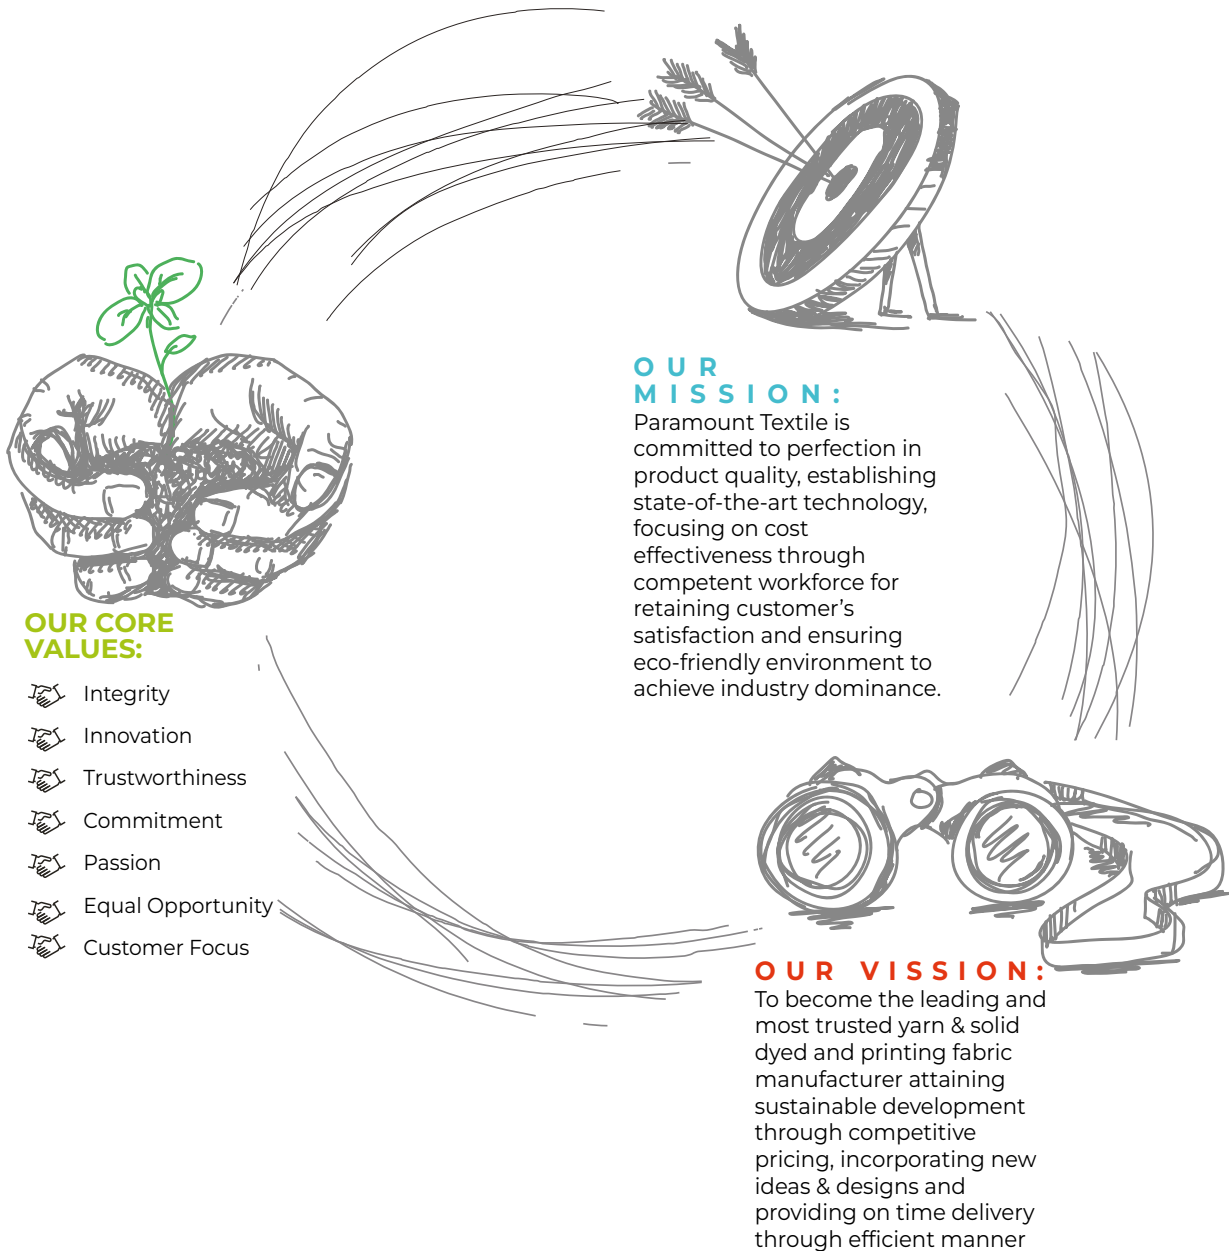 OUR
MISSION:
Paramount Textile is
committed to perfection in
product quality, establishing
state-of-the-art technology,
focusing on cost
effectiveness through
competent workforce for
retaining customer’s
satisfaction and ensuring
eco-friendly environment to
achieve industry dominance.
OUR CORE
VALUES:
Integrity
Innovation
Trustworthiness
Commitment
Passion
Equal Opportunity
Customer Focus
OUR VISSION:
To become the leading and
most trusted yarn & solid
dyed and printing fabric
manufacturer attaining
sustainable development
through competitive
pricing, incorporating new
ideas & designs and
providing on time delivery
through efficient manner